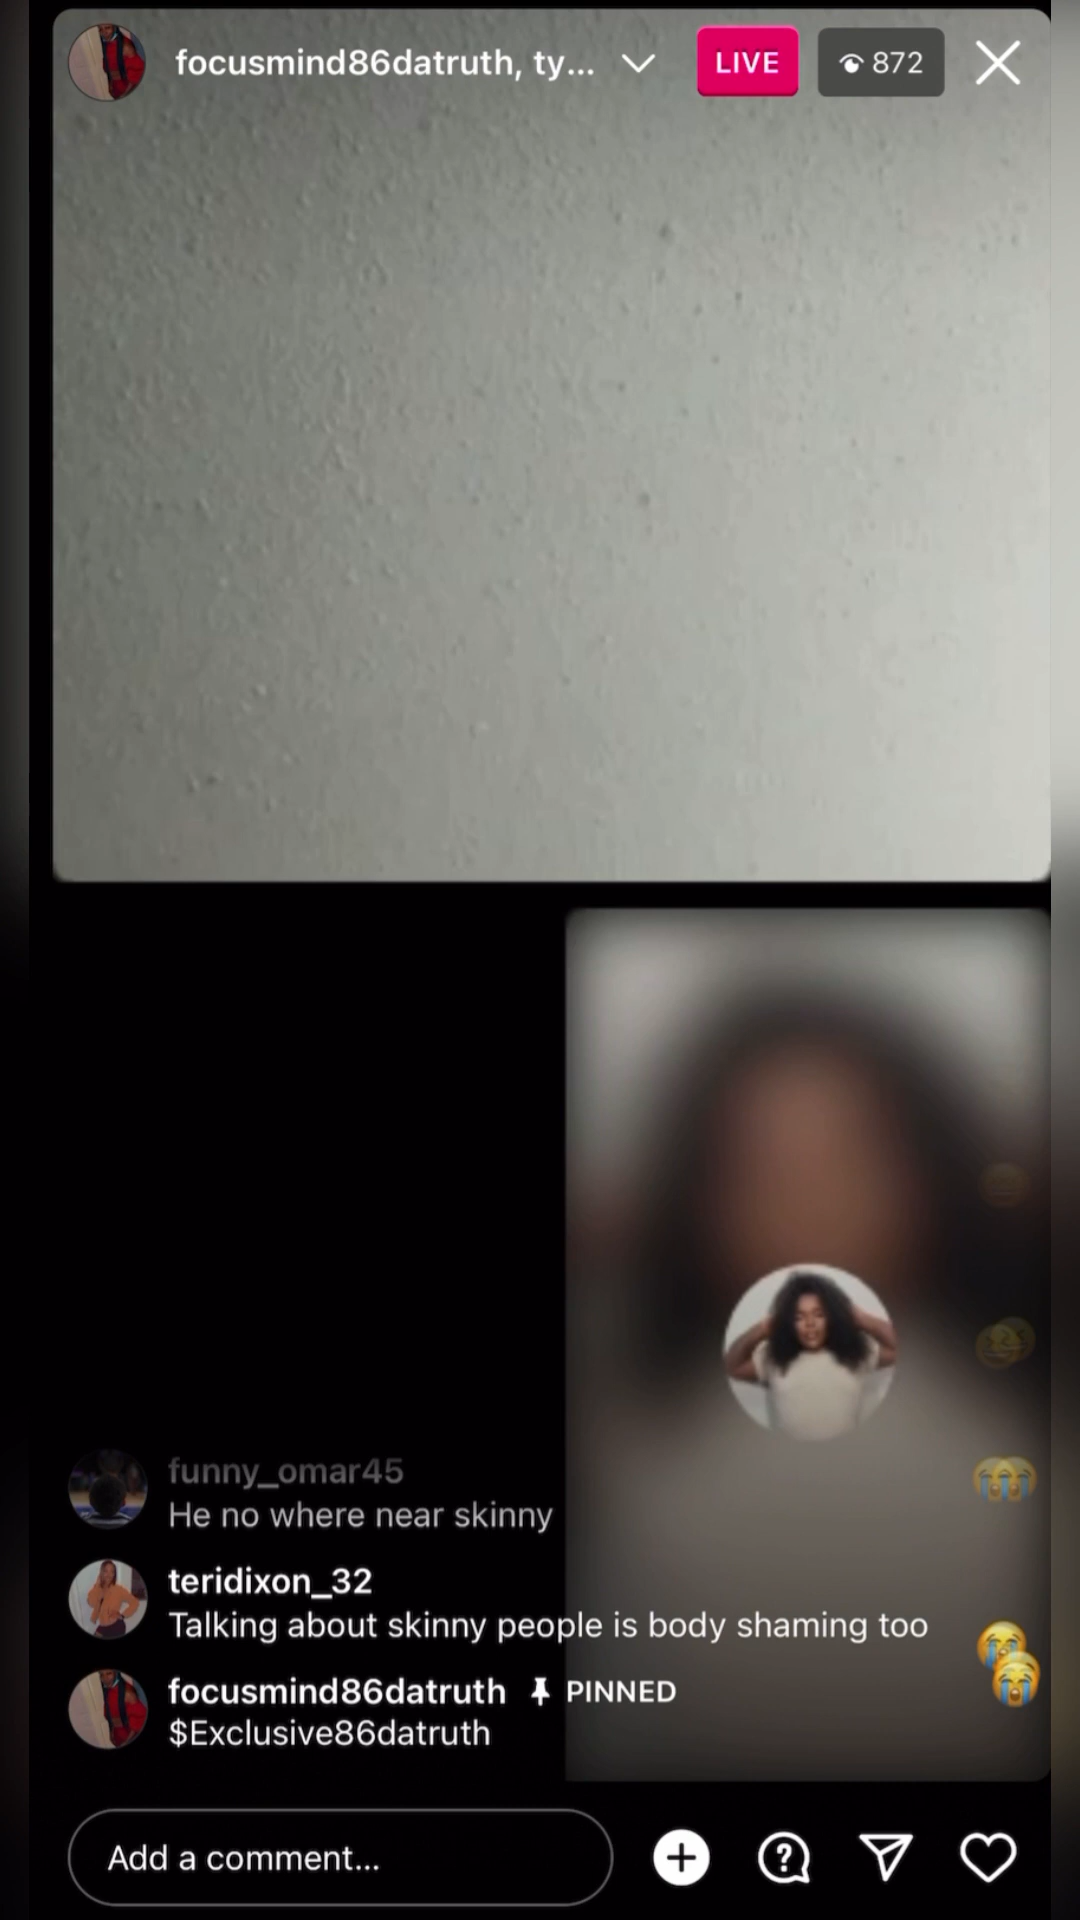 focusmind86datruth, ty...
LIVE
872
funny_omar45
He no where near skinny
teridixon_32
Talking about skinny people is body shaming too
focusmind86datruth PINNED
$Exclusive86datruth
Add a comment...